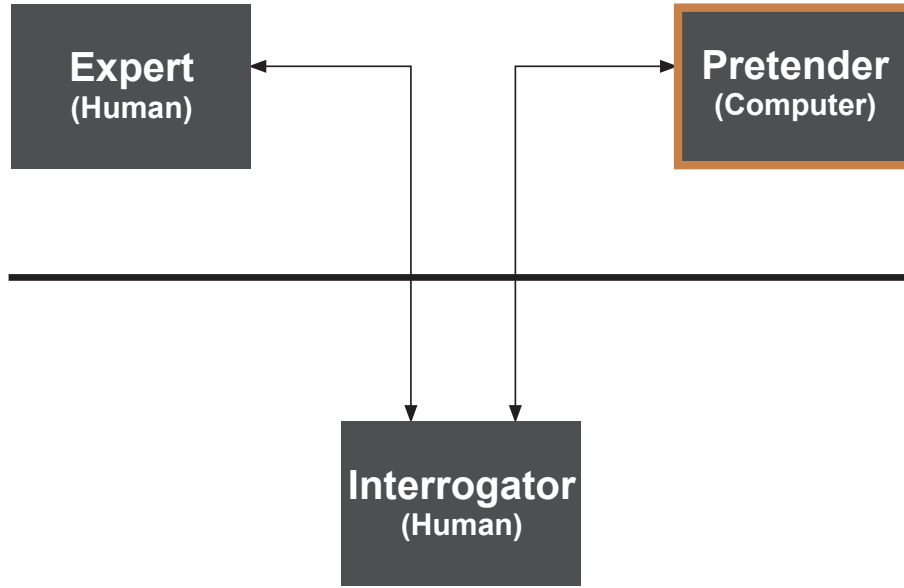 Expert
(Human)
Pretender
(Computer)
Interrogator
(Human)